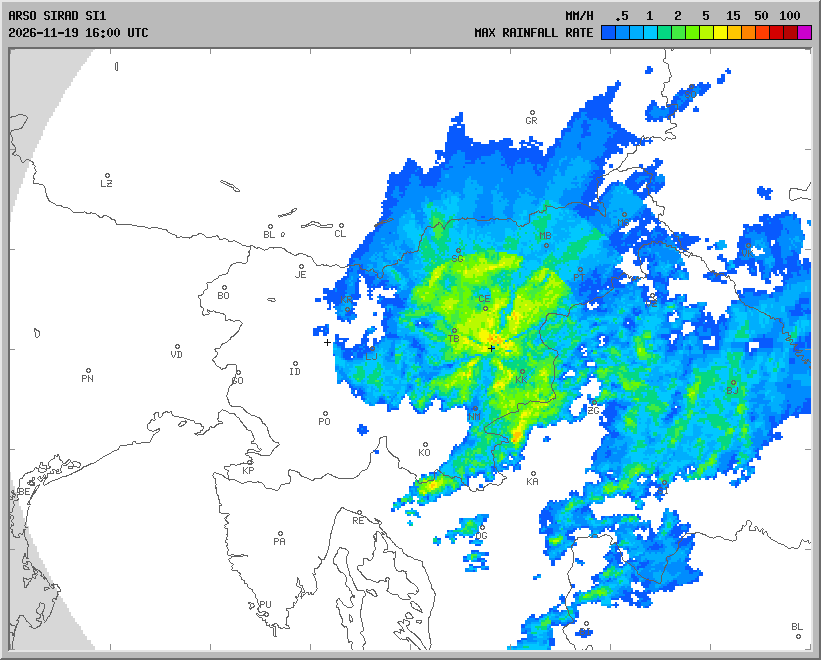 ARSO SIRAD SI1
2026-11-19 16:00 UTC
MM/H .5 1 2 5 15 50 100
MAX RAINFALL RATE
GR
LZ
BL
CL
MB
SG
JE
PT
BO
CE
TB
VD
LJ
ID
PN
GO
KK
BJ
PO
ZG
KO
KP
KA
BE
RE
OG
PA
PU
BL